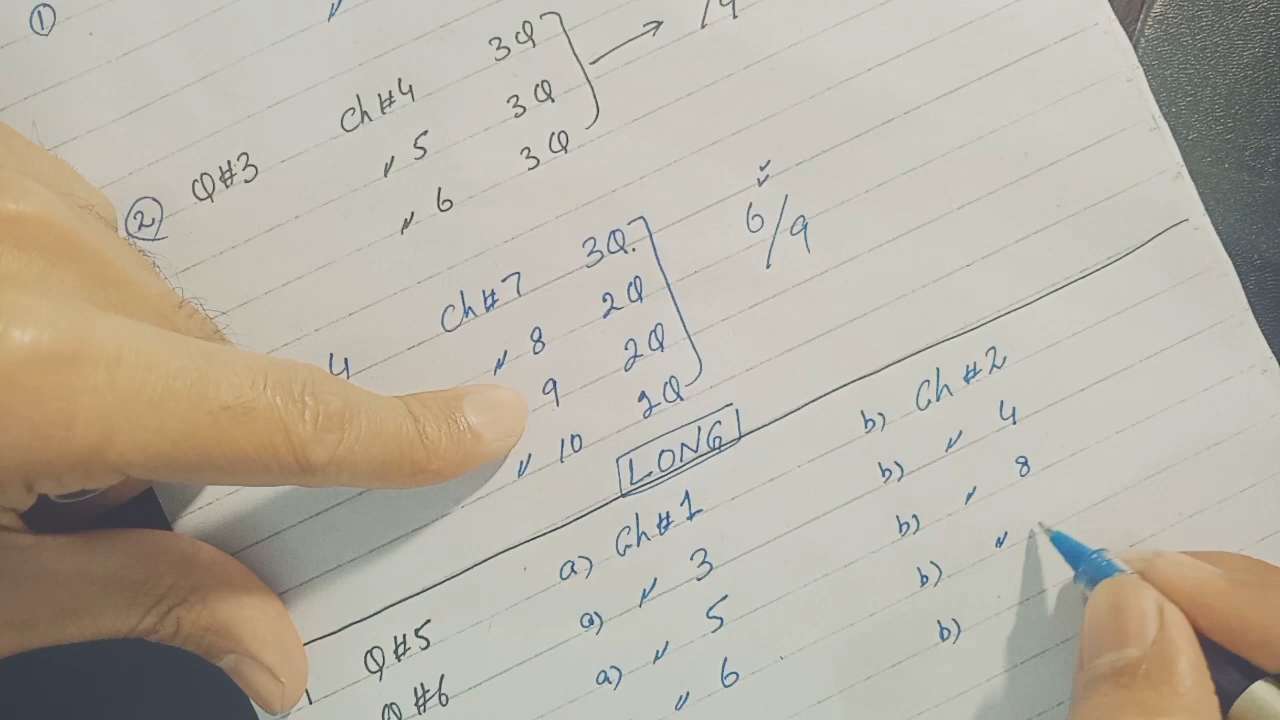 ①
Ch#4 3Q
② Q#3 〃 5 3Q
〃 6 3Q
6/9
Ch#7 3Q.
4 〃 8 2Q
9 2Q
〃 10 2Q
LONG
Q#5 a) Ch#1 b) Ch#2
Q#6 a) 〃 3 b) 〃 4
a) 〃 5 b) 〃 8
〃 6 b) 〃
b)